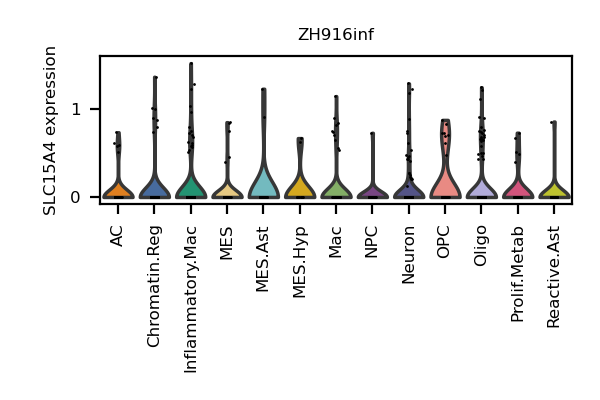 ZH916inf
SLC15A4 expression
1
0
AC
Chromatin.Reg
Inflammatory.Mac
MES
MES.Ast
MES.Hyp
Mac
NPC
Neuron
OPC
Oligo
Prolif.Metab
Reactive.Ast